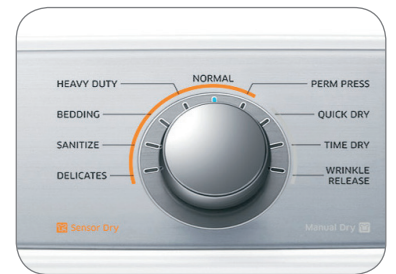 NORMAL
HEAVY DUTY
PERM PRESS
BEDDING
QUICK DRY
SANITIZE
TIME DRY
DELICATES
WRINKLE
RELEASE
Sensor Dry
Manual Dry